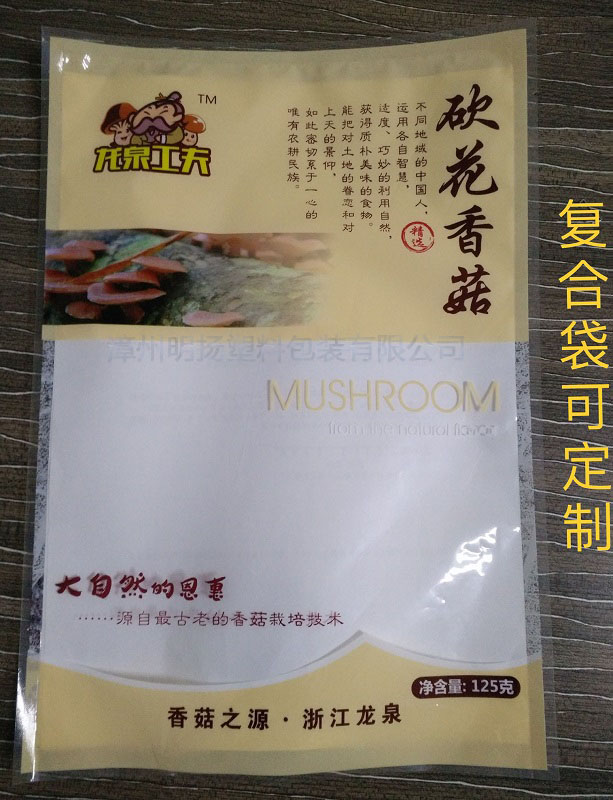 TM
龙泉工夫
砍花香菇
精选
不同地域的中国人，
运用各自智慧，
适度、巧妙的利用自然，
获得质朴美味的食物。
能把对土地的眷恋和对
上天的景仰，
如此密切系于一心的
唯有农耕民族。
复合袋可定制
漳州明扬塑料包装有限公司
MUSHROOM
from the natural flavor
大自然的恩惠
……源自最古老的香菇栽培技术
净含量: 125克
香菇之源·浙江龙泉